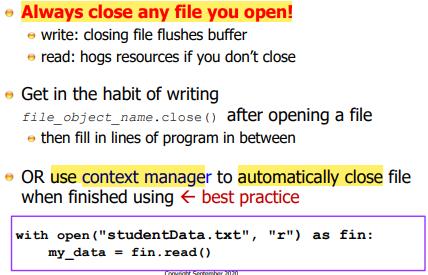 Always close any file you open!
write: closing file flushes buffer
read: hogs resources if you don't close
Get in the habit of writing
file_object_name.close() after opening a file
then fill in lines of program in between
OR use context manager to automatically close file
when finished using ← best practice
with open("studentData.txt", "r") as fin:
    my_data = fin.read()
Copyright September 2020